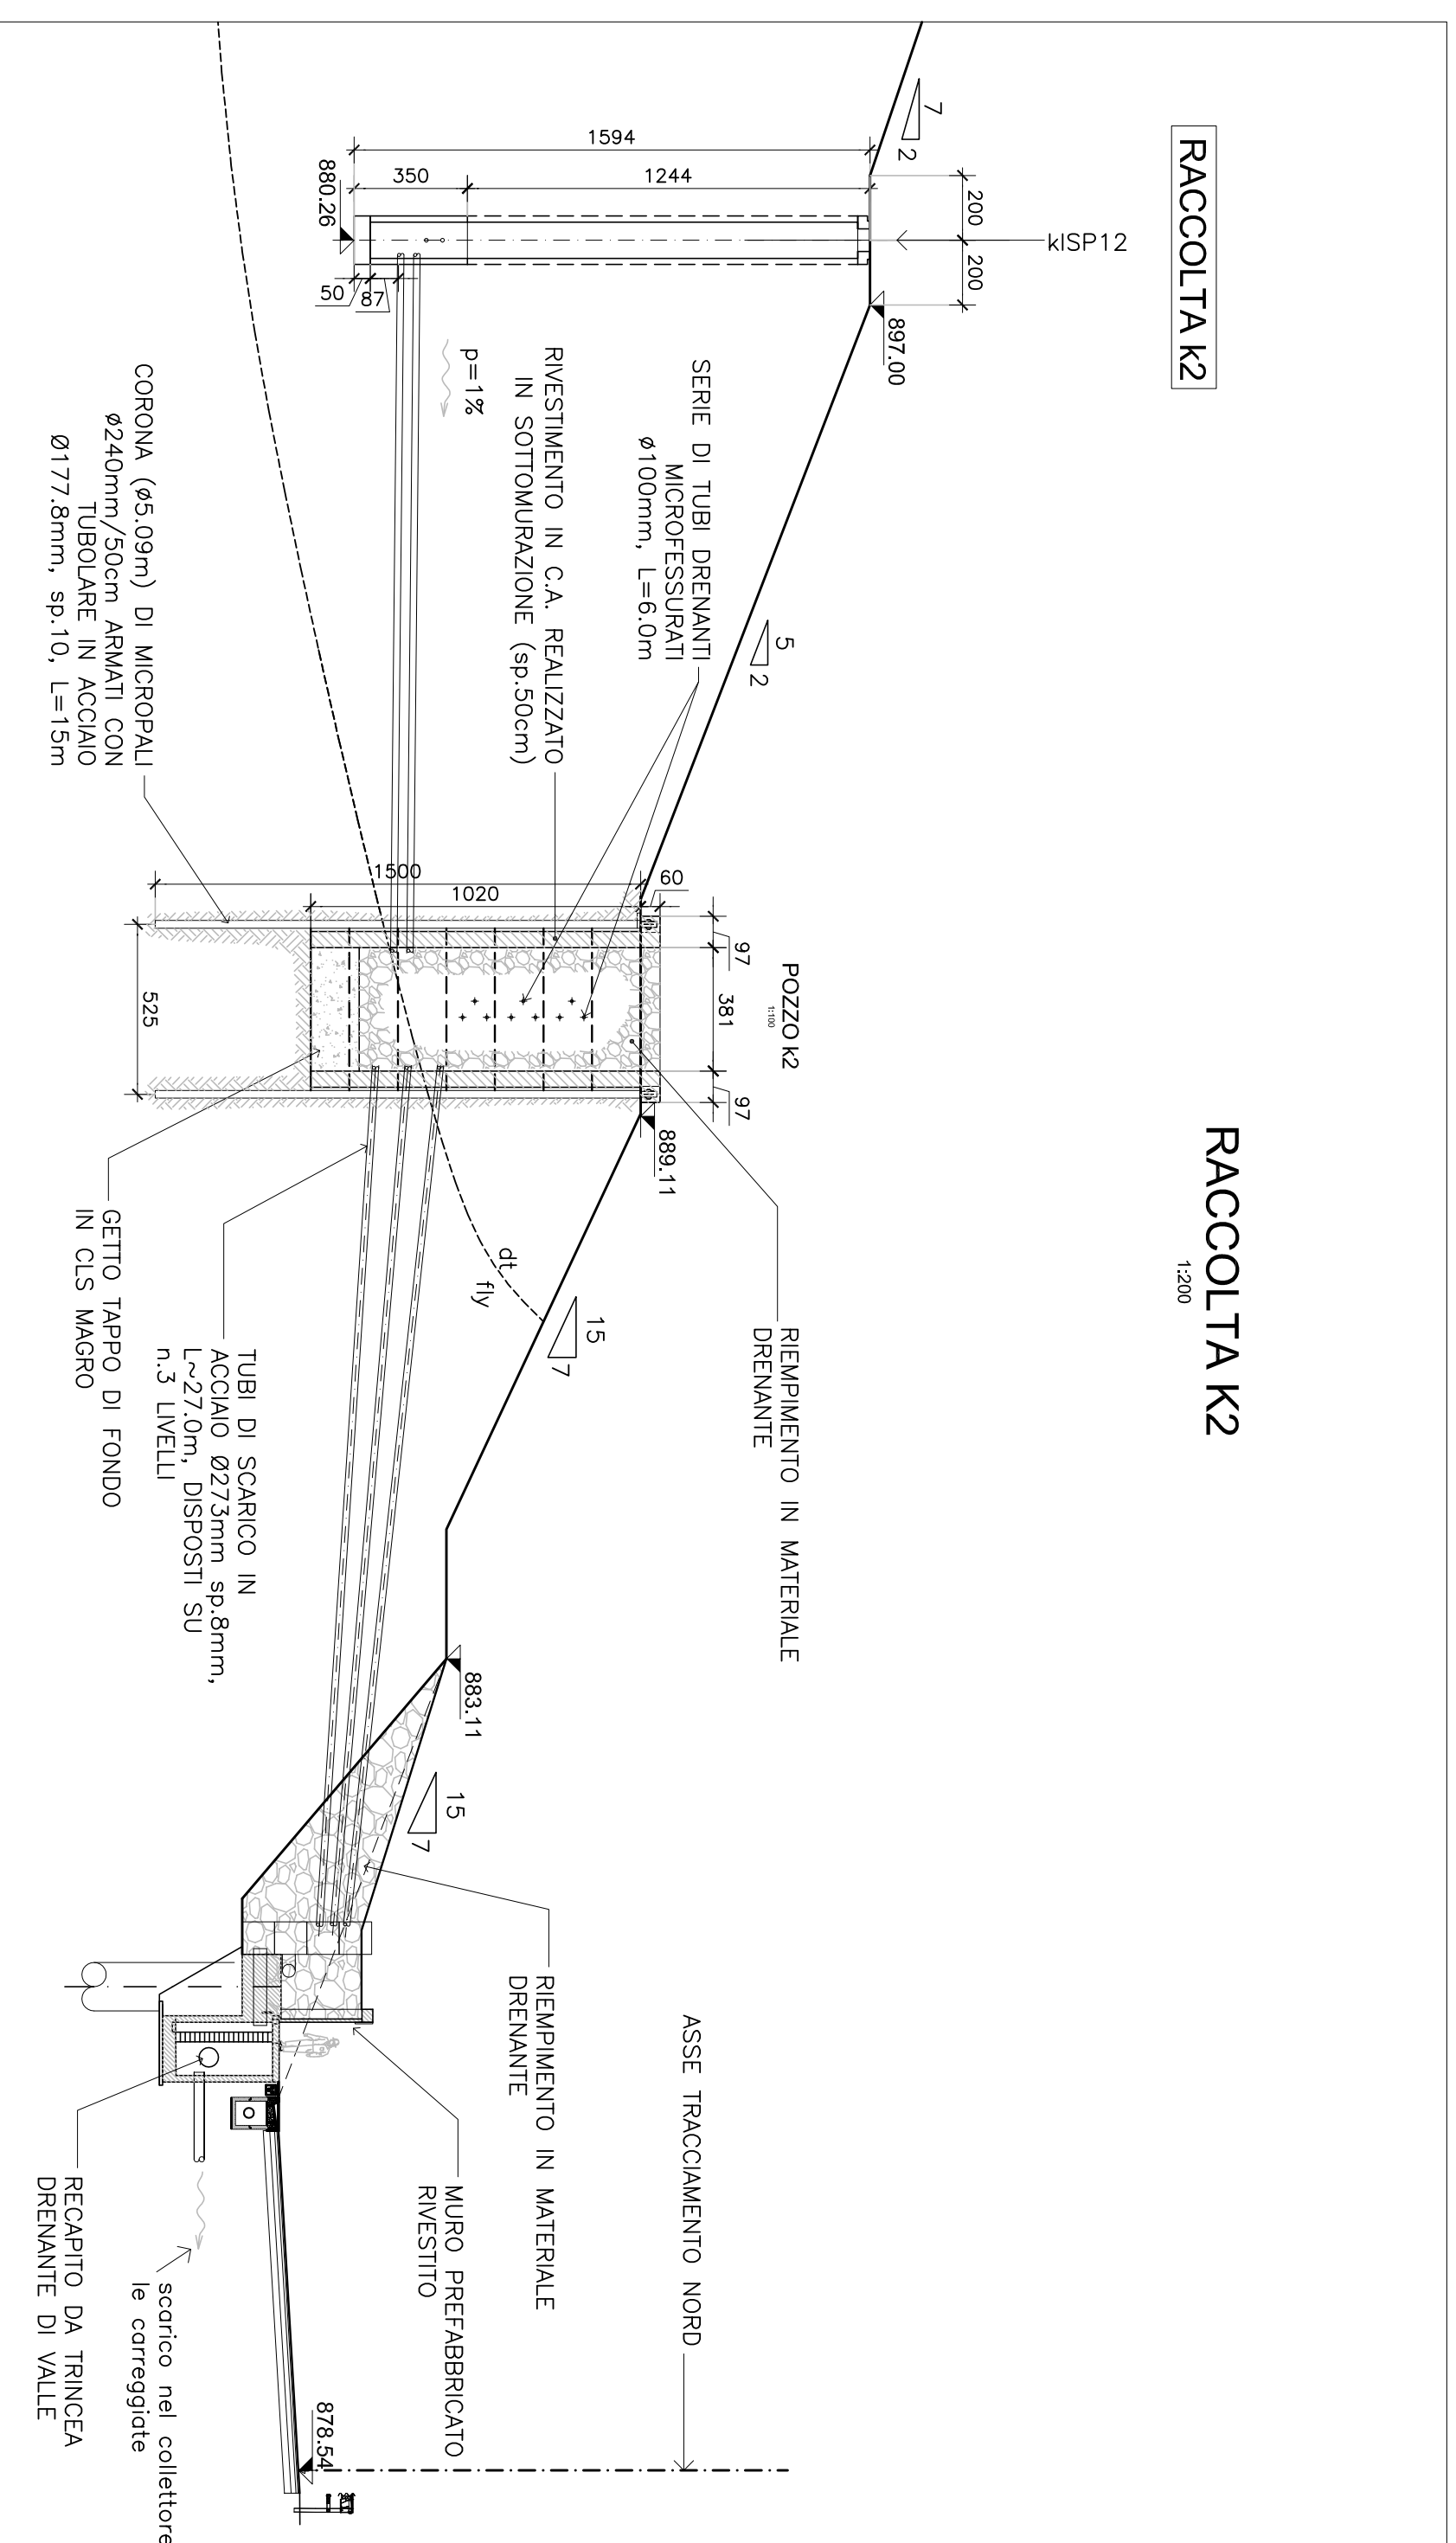 RACCOLTA k2
RACCOLTA K2
1:200
kISP12
200
200
7
2
897.00
1594
350
1244
880.26
50
87
p=1%
SERIE DI TUBI DRENANTI
MICROFESSURATI
ø100mm, L=6.0m
RIVESTIMENTO IN C.A. REALIZZATO
IN SOTTOMURAZIONE (sp.50cm)
CORONA (ø5.09m) DI MICROPALI
ø240mm/50cm ARMATI CON
TUBOLARE IN ACCIAIO
Ø177.8mm, sp.10, L=15m
5
2
POZZO k2
1:100
97
381
97
60
1500
1020
525
889.11
RIEMPIMENTO IN MATERIALE
DRENANTE
dt
fly
15
7
GETTO TAPPO DI FONDO
IN CLS MAGRO
TUBI DI SCARICO IN
ACCIAIO Ø273mm sp.8mm,
L~27.0m, DISPOSTI SU
n.3 LIVELLI
883.11
15
7
RIEMPIMENTO IN MATERIALE
DRENANTE
MURO PREFABBRICATO
RIVESTITO
ASSE TRACCIAMENTO NORD
878.54
RECAPITO DA TRINCEA
DRENANTE DI VALLE
scarico nel collettore
le carreggiate